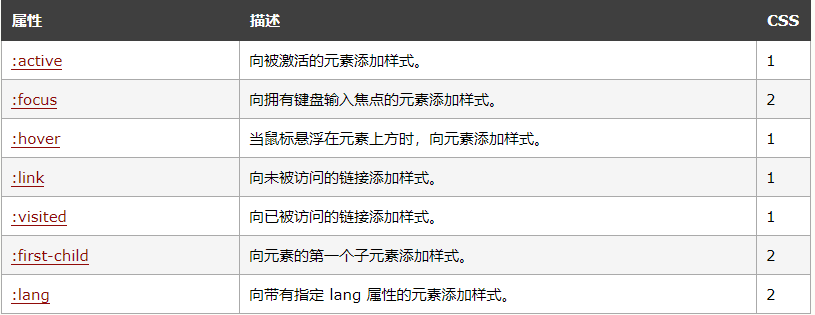 属性 描述 CSS
:active 向被激活的元素添加样式。 1
:focus 向拥有键盘输入焦点的元素添加样式。 2
:hover 当鼠标悬浮在元素上方时，向元素添加样式。 1
:link 向未被访问的链接添加样式。 1
:visited 向已被访问的链接添加样式。 1
:first-child 向元素的第一个子元素添加样式。 2
:lang 向带有指定 lang 属性的元素添加样式。 2